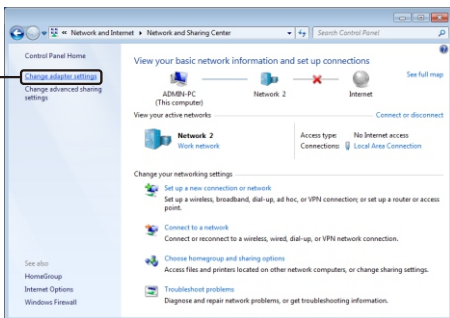 « Network and Internet ▸ Network and Sharing Center
Search Control Panel
Control Panel Home
Change adapter settings
Change advanced sharing
settings
View your basic network information and set up connections
See full map
ADMIN-PC
(This computer)
Network 2
Internet
View your active networks
Connect or disconnect
Network 2
Work network
Access type: No Internet access
Connections: Local Area Connection
Change your networking settings
Set up a new connection or network
Set up a wireless, broadband, dial-up, ad hoc, or VPN connection; or set up a router or access
point.
Connect to a network
Connect or reconnect to a wireless, wired, dial-up, or VPN network connection.
Choose homegroup and sharing options
Access files and printers located on other network computers, or change sharing settings.
Troubleshoot problems
Diagnose and repair network problems, or get troubleshooting information.
See also
HomeGroup
Internet Options
Windows Firewall